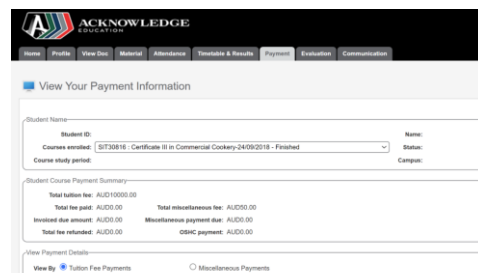 ACKNOWLEDGE
EDUCATION
Home Profile View Doc Material Attendance Timetable & Results Payment Evaluation Communication
View Your Payment Information
Student Name
Student ID: Name:
Courses enrolled: SIT30816 : Certificate III in Commercial Cookery-24/09/2018 - Finished Status:
Course study period: Campus:
Student Course Payment Summary
Total tuition fee: AUD10000.00
Total fee paid: AUD0.00 Total miscellaneous fee: AUD50.00
Invoiced due amount: AUD0.00 Miscellaneous payment due: AUD0.00
Total fee refunded: AUD0.00 OSHC payment: AUD0.00
View Payment Details
View By Tuition Fee Payments Miscellaneous Payments